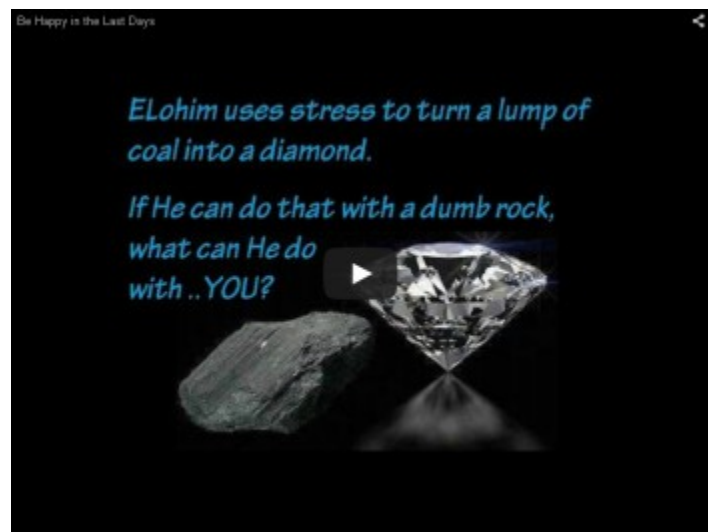 Be Happy in the Last Days
ELohim uses stress to turn a lump of
coal into a diamond.
If He can do that with a dumb rock,
what can He do
with ..YOU?